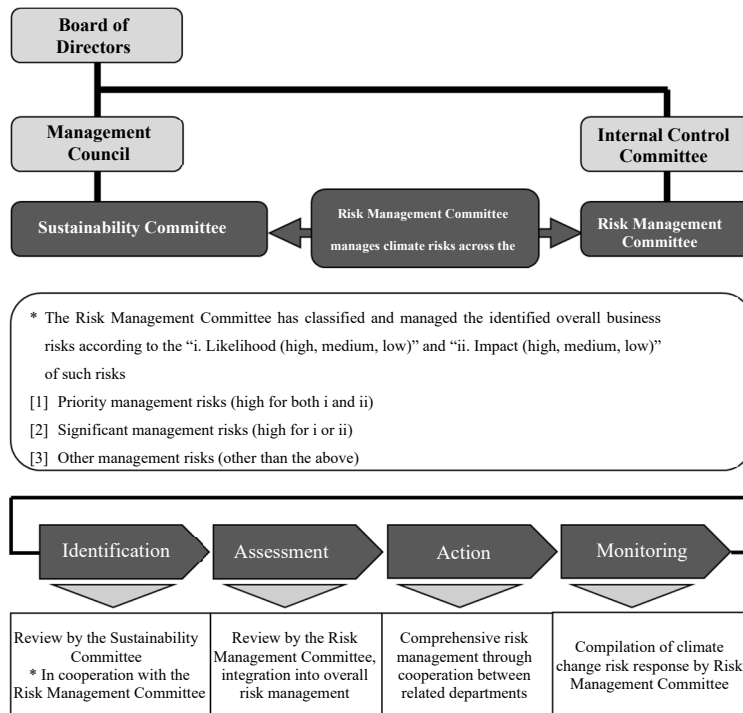 Board of
Directors
Management
Council
Internal Control
Committee
Sustainability Committee
Risk Management Committee
manages climate risks across the
Risk Management
Committee
* The Risk Management Committee has classified and managed the identified overall business
risks according to the “i. Likelihood (high, medium, low)” and “ii. Impact (high, medium, low)”
of such risks
[1] Priority management risks (high for both i and ii)
[2] Significant management risks (high for i or ii)
[3] Other management risks (other than the above)
Identification
Assessment
Action
Monitoring
Review by the Sustainability
Committee
* In cooperation with the
Risk Management Committee
Review by the Risk
Management Committee,
integration into overall
risk management
Comprehensive risk
management through
cooperation between
related departments
Compilation of climate
change risk response by Risk
Management Committee